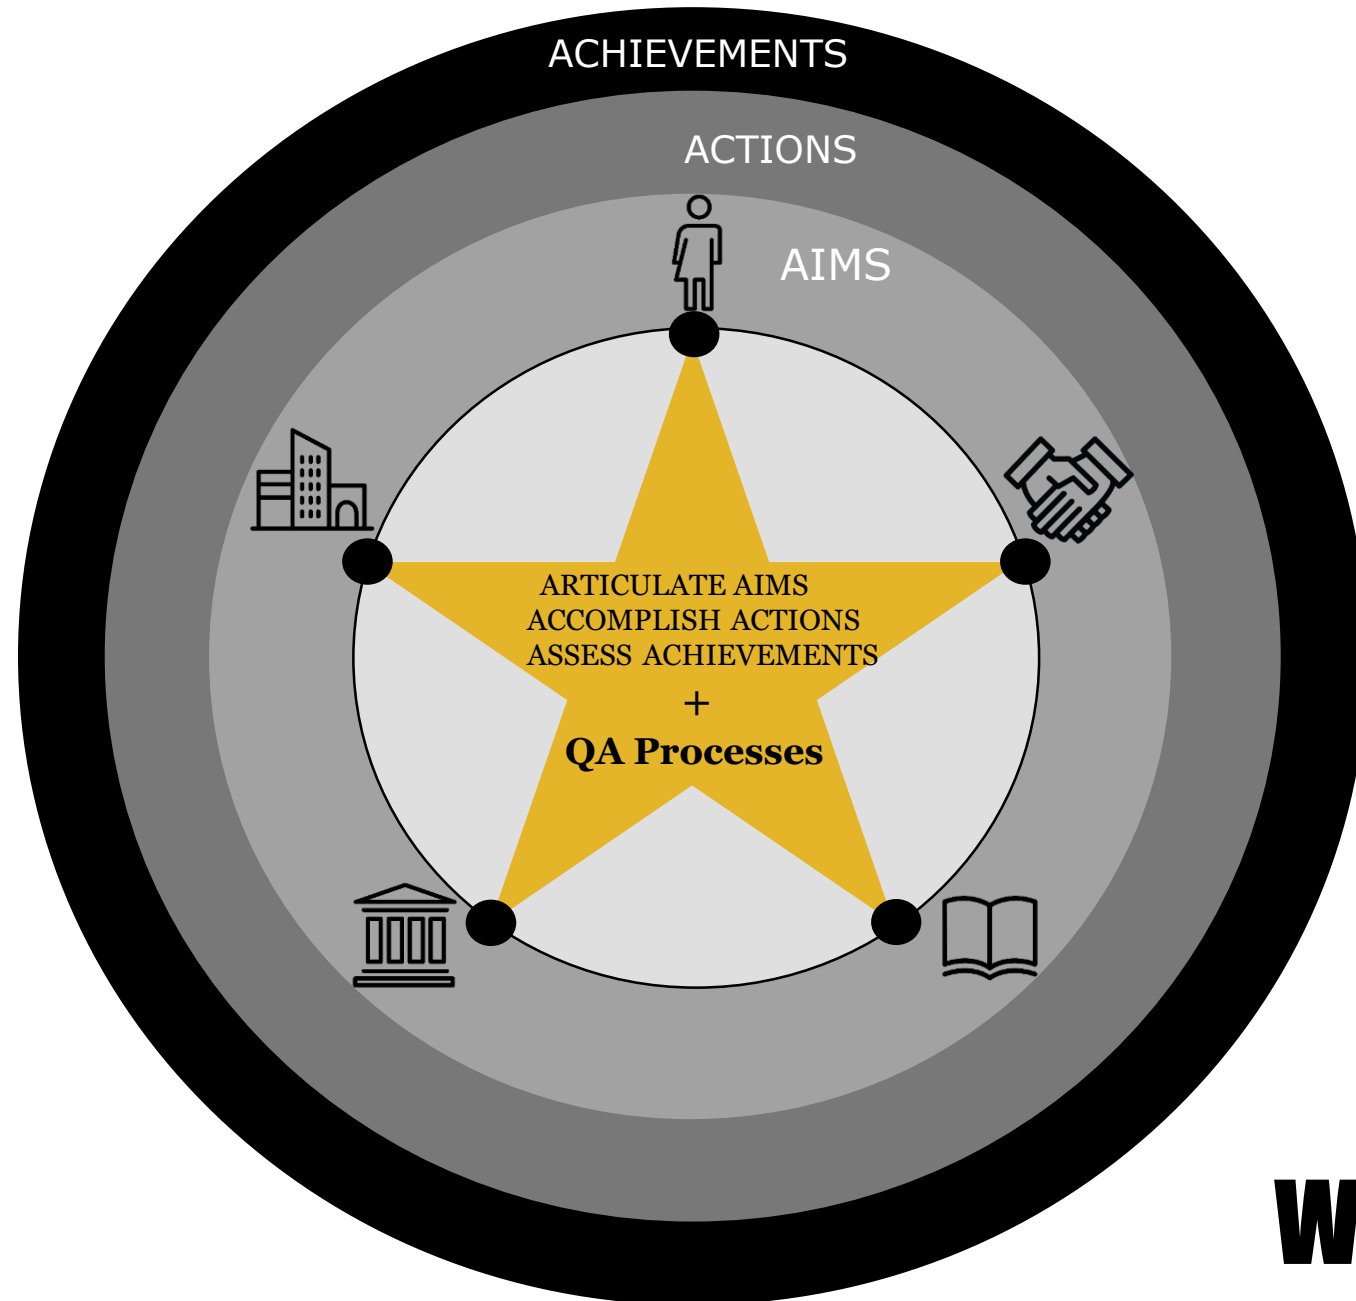 ACHIEVEMENTS
ACTIONS
AIMS
ARTICULATE AIMS
ACCOMPLISH ACTIONS
ASSESS ACHIEVEMENTS
+
QA Processes
W